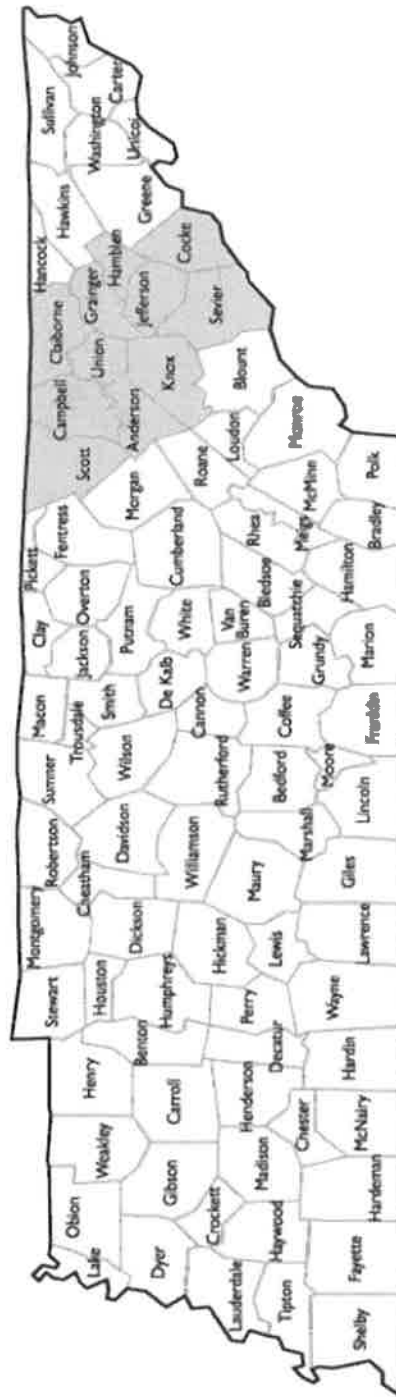 Lake
Obion
Weakley
Henry
Stewart
Montgomery
Robertson
Sumner
Macon
Clay
Pickett
Fentress
Scott
Campbell
Claiborne
Hancock
Hawkins
Sullivan
Johnson
Carter
Washington
Unicoi
Greene
Hamblen
Grainger
Union
Jefferson
Cocke
Sevier
Knox
Anderson
Morgan
Overton
Jackson
Putnam
Trousdale
Smith
Wilson
Davidson
Cheatham
Dickson
Houston
Humphreys
Benton
Carroll
Gibson
Dyer
Crockett
Lauderdale
Tipton
Haywood
Madison
Henderson
Decatur
Perry
Hickman
Lewis
Maury
Williamson
Rutherford
Cannon
De Kalb
White
Cumberland
Roane
Loudon
Blount
Monroe
McMinn
Meigs
Rhea
Bledsoe
Van
Buren
Warren
Sequatchie
Grundy
Coffee
Bedford
Marshall
Moore
Lincoln
Franklin
Marion
Hamilton
Bradley
Polk
Giles
Lawrence
Wayne
Hardin
Chester
McNairy
Hardeman
Fayette
Shelby